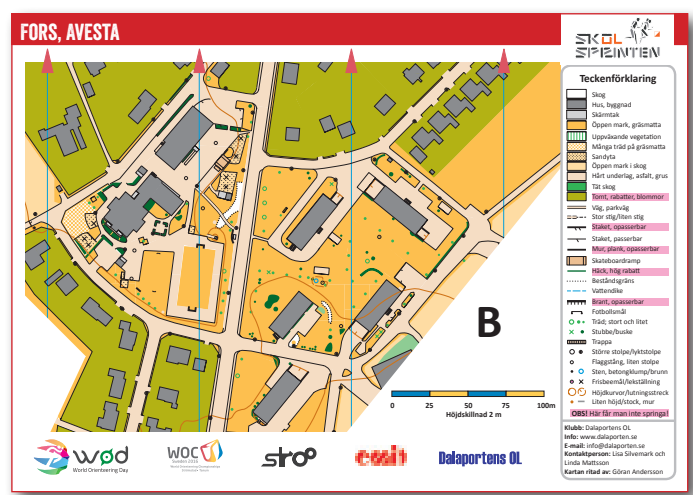 FORS, AVESTA
SKOL
SPRINTEN
Teckenförklaring
Skog
Hus, byggnad
Skärmtak
Öppen mark, gräsmatta
Uppväxande vegetation
Många träd på gräsmatta
Sandyta
Öppen mark i skog
Hårt underlag, asfalt, grus
Tät skog
Tomt, rabatter, blommor
Väg, parkväg
Stor stig/liten stig
Staket, opasserbar
Staket, passerbar
Mur, plank, opasserbar
Skateboardramp
Häck, hög rabatt
Beståndsgräns
Vattendike
Brant, opasserbar
Fotbollsmål
Träd; stort och litet
Stubbe/buske
Trappa
Större stolpe/lyktstolpe
Flaggstång, liten stolpe
Sten, betongklump/brunn
Frisbeemål/lekställning
Höjdkurvor/lutningsstreck
Liten höjd/stock, mur
OBS! Här får man inte springa!
B
0 25 50 75 100m
Höjdskillnad 2 m
Klubb: Dalaportens OL
Info: www.dalaporten.se
E-mail: info@dalaporten.se
Kontaktperson: Lisa Silvemark och
Linda Mattsson
Kartan ritad av: Göran Andersson
wod
World Orienteering Day
WOC
Dalaportens OL